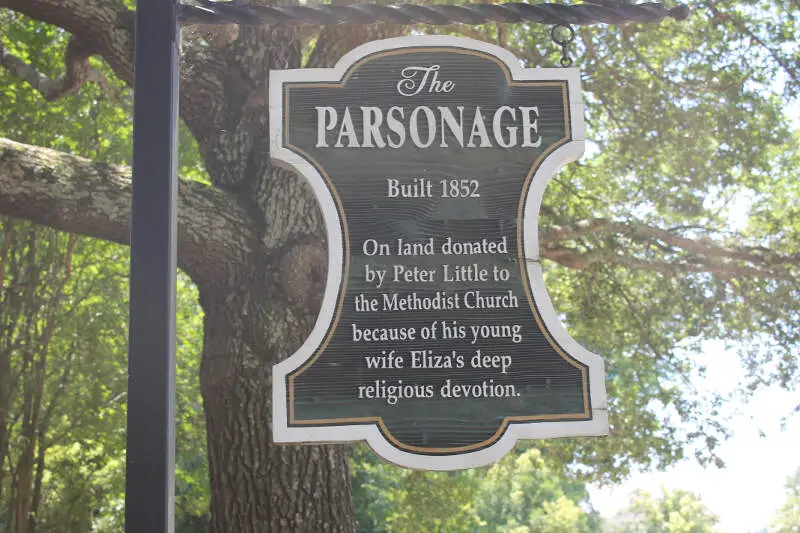 The
PARSONAGE
Built 1852
On land donated
by Peter Little to
the Methodist Church
because of his young
wife Eliza's deep
religious devotion.